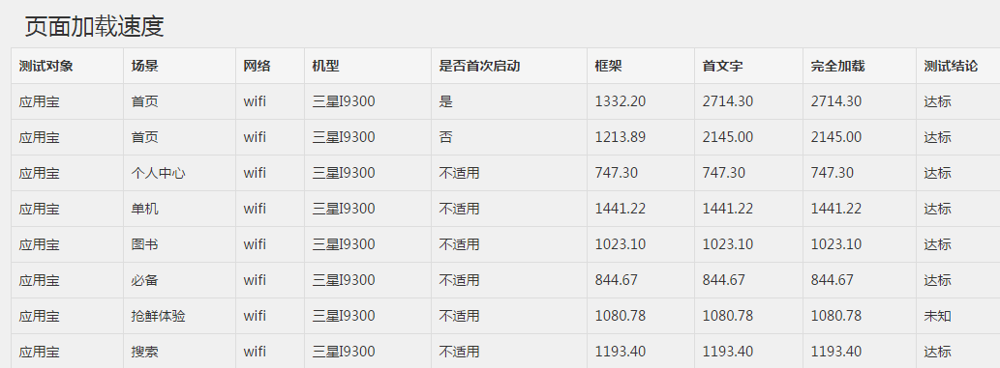 页面加载速度
测试对象 场景 网络 机型 是否首次启动 框架 首文字 完全加载 测试结论
应用宝 首页 wifi 三星I9300 是 1332.20 2714.30 2714.30 达标
应用宝 首页 wifi 三星I9300 否 1213.89 2145.00 2145.00 达标
应用宝 个人中心 wifi 三星I9300 不适用 747.30 747.30 747.30 达标
应用宝 单机 wifi 三星I9300 不适用 1441.22 1441.22 1441.22 达标
应用宝 图书 wifi 三星I9300 不适用 1023.10 1023.10 1023.10 达标
应用宝 必备 wifi 三星I9300 不适用 844.67 844.67 844.67 达标
应用宝 抢鲜体验 wifi 三星I9300 不适用 1080.78 1080.78 1080.78 未知
应用宝 搜索 wifi 三星I9300 不适用 1193.40 1193.40 1193.40 达标